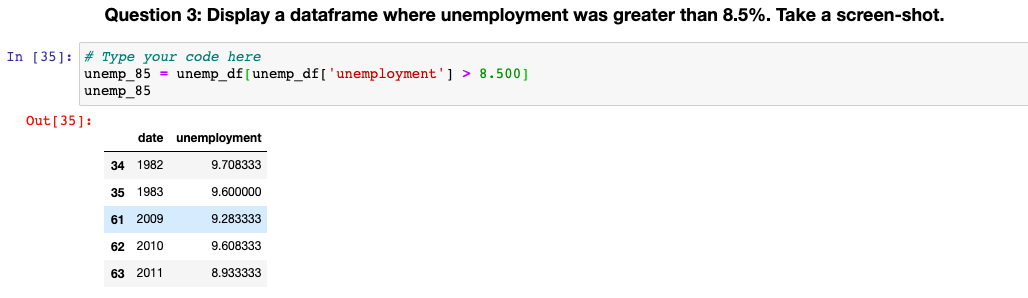 Question 3: Display a dataframe where unemployment was greater than 8.5%. Take a screen-shot.
In [35]: # Type your code here
unemp_85 = unemp_df[unemp_df['unemployment'] > 8.500]
unemp_85
Out[35]:
date unemployment
34 1982 9.708333
35 1983 9.600000
61 2009 9.283333
62 2010 9.608333
63 2011 8.933333